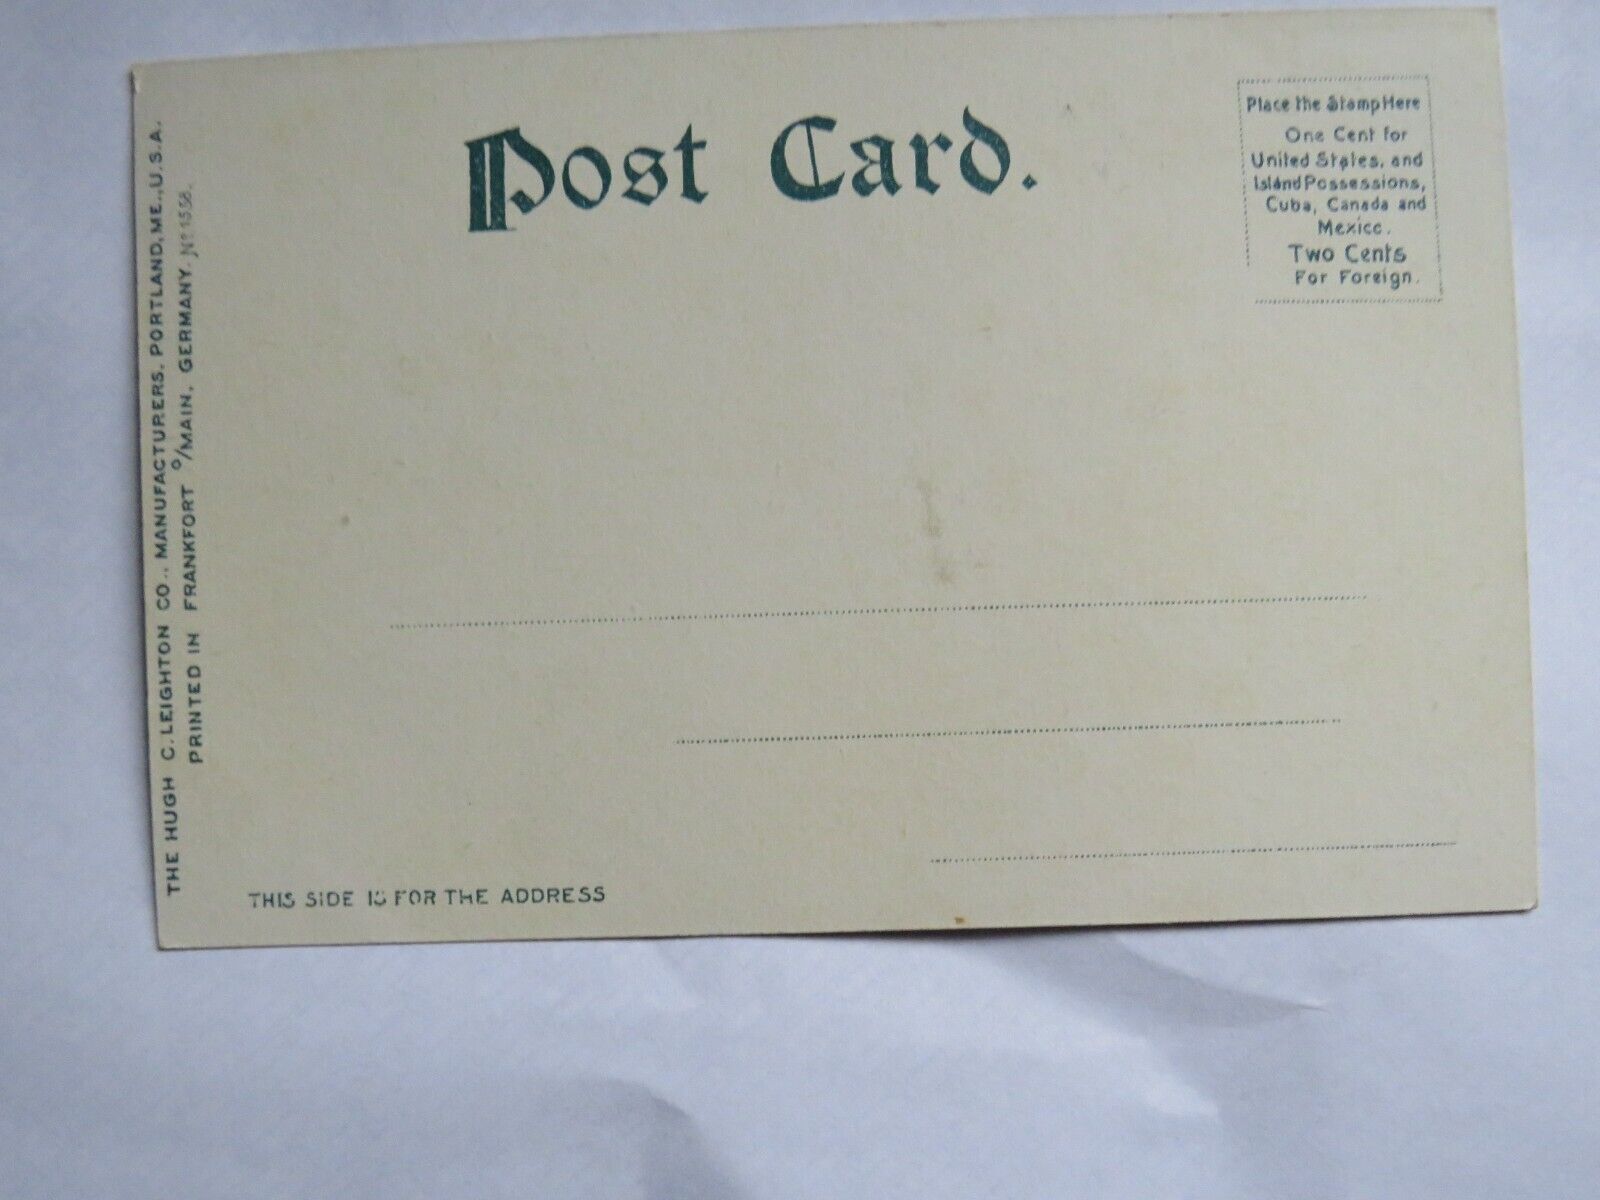 Post Card.
Place the Stamp Here
One Cent for
United States, and
Island Possessions,
Cuba, Canada and
Mexico.
Two Cents
For Foreign.
THE HUGH C. LEIGHTON CO., MANUFACTURERS, PORTLAND, ME., U.S.A.
PRINTED IN FRANKFORT o/MAIN, GERMANY. No
THIS SIDE IS FOR THE ADDRESS